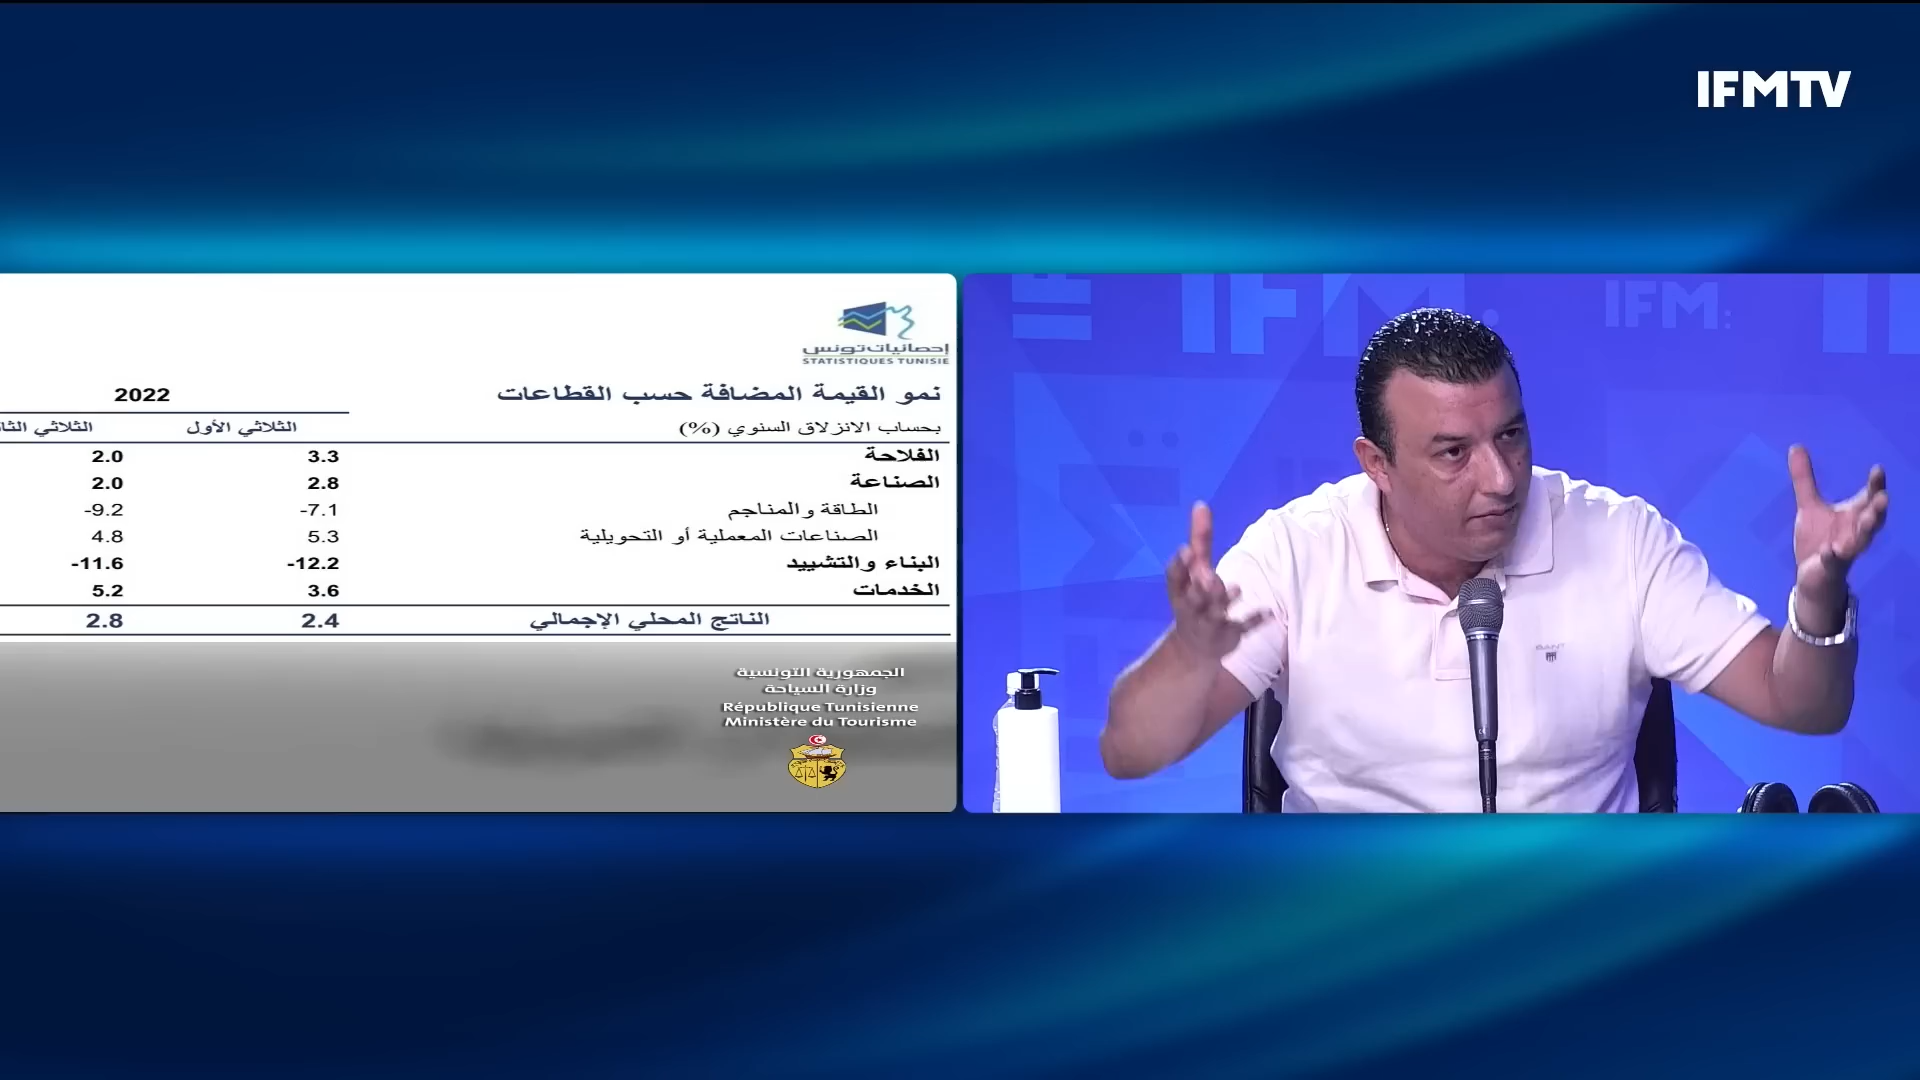 IFMTV
إحصائيات تونس
STATISTIQUES TUNISIE
نمو القيمة المضافة حسب القطاعات 2022
بحساب الانزلاق السنوي (%) الثلاثي الأول الثلاثي
الفلاحة 3.3 2.0
الصناعة 2.8 2.0
الطاقة والمناجم -7.1 -9.2
الصناعات المعملية أو التحويلية 5.3 4.8
البناء والتشييد -12.2 -11.6
الخدمات 3.6 5.2
الناتج المحلي الإجمالي 2.4 2.8
الجمهورية التونسية
وزارة السياحة
République Tunisienne
Ministère du Tourisme
IFM
IFM:
GANT